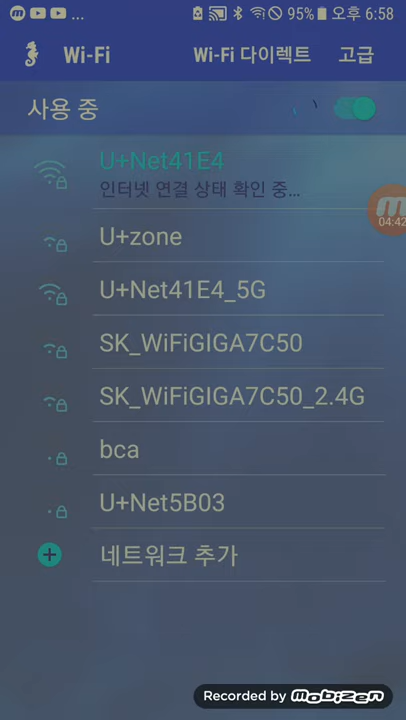 95% 오후 6:58
Wi-Fi Wi-Fi 다이렉트 고급
사용 중
U+Net41E4
인터넷 연결 상태 확인 중...
04:42
U+zone
U+Net41E4_5G
SK_WiFiGIGA7C50
SK_WiFiGIGA7C50_2.4G
bca
U+Net5B03
네트워크 추가
Recorded by mobizen